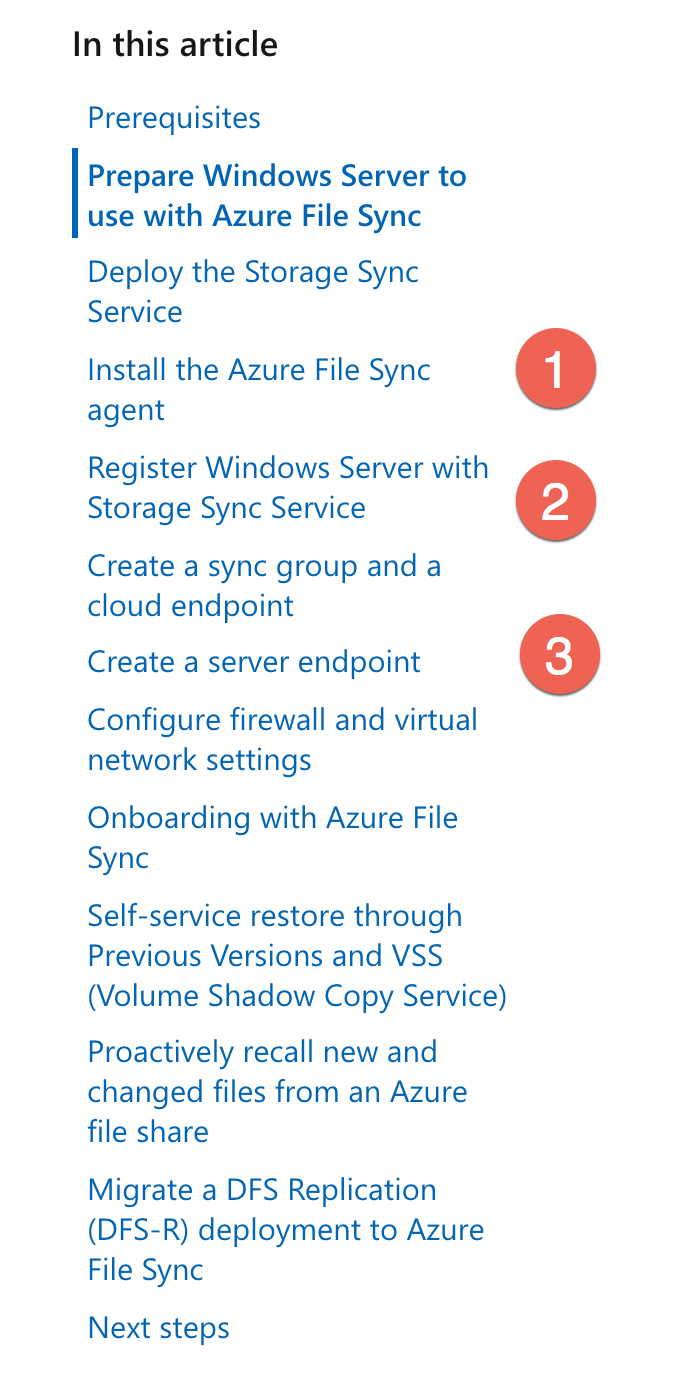 In this article
Prerequisites
Prepare Windows Server to
use with Azure File Sync
Deploy the Storage Sync
Service
Install the Azure File Sync
agent
1
Register Windows Server with
Storage Sync Service
2
Create a sync group and a
cloud endpoint
Create a server endpoint
3
Configure firewall and virtual
network settings
Onboarding with Azure File
Sync
Self-service restore through
Previous Versions and VSS
(Volume Shadow Copy Service)
Proactively recall new and
changed files from an Azure
file share
Migrate a DFS Replication
(DFS-R) deployment to Azure
File Sync
Next steps